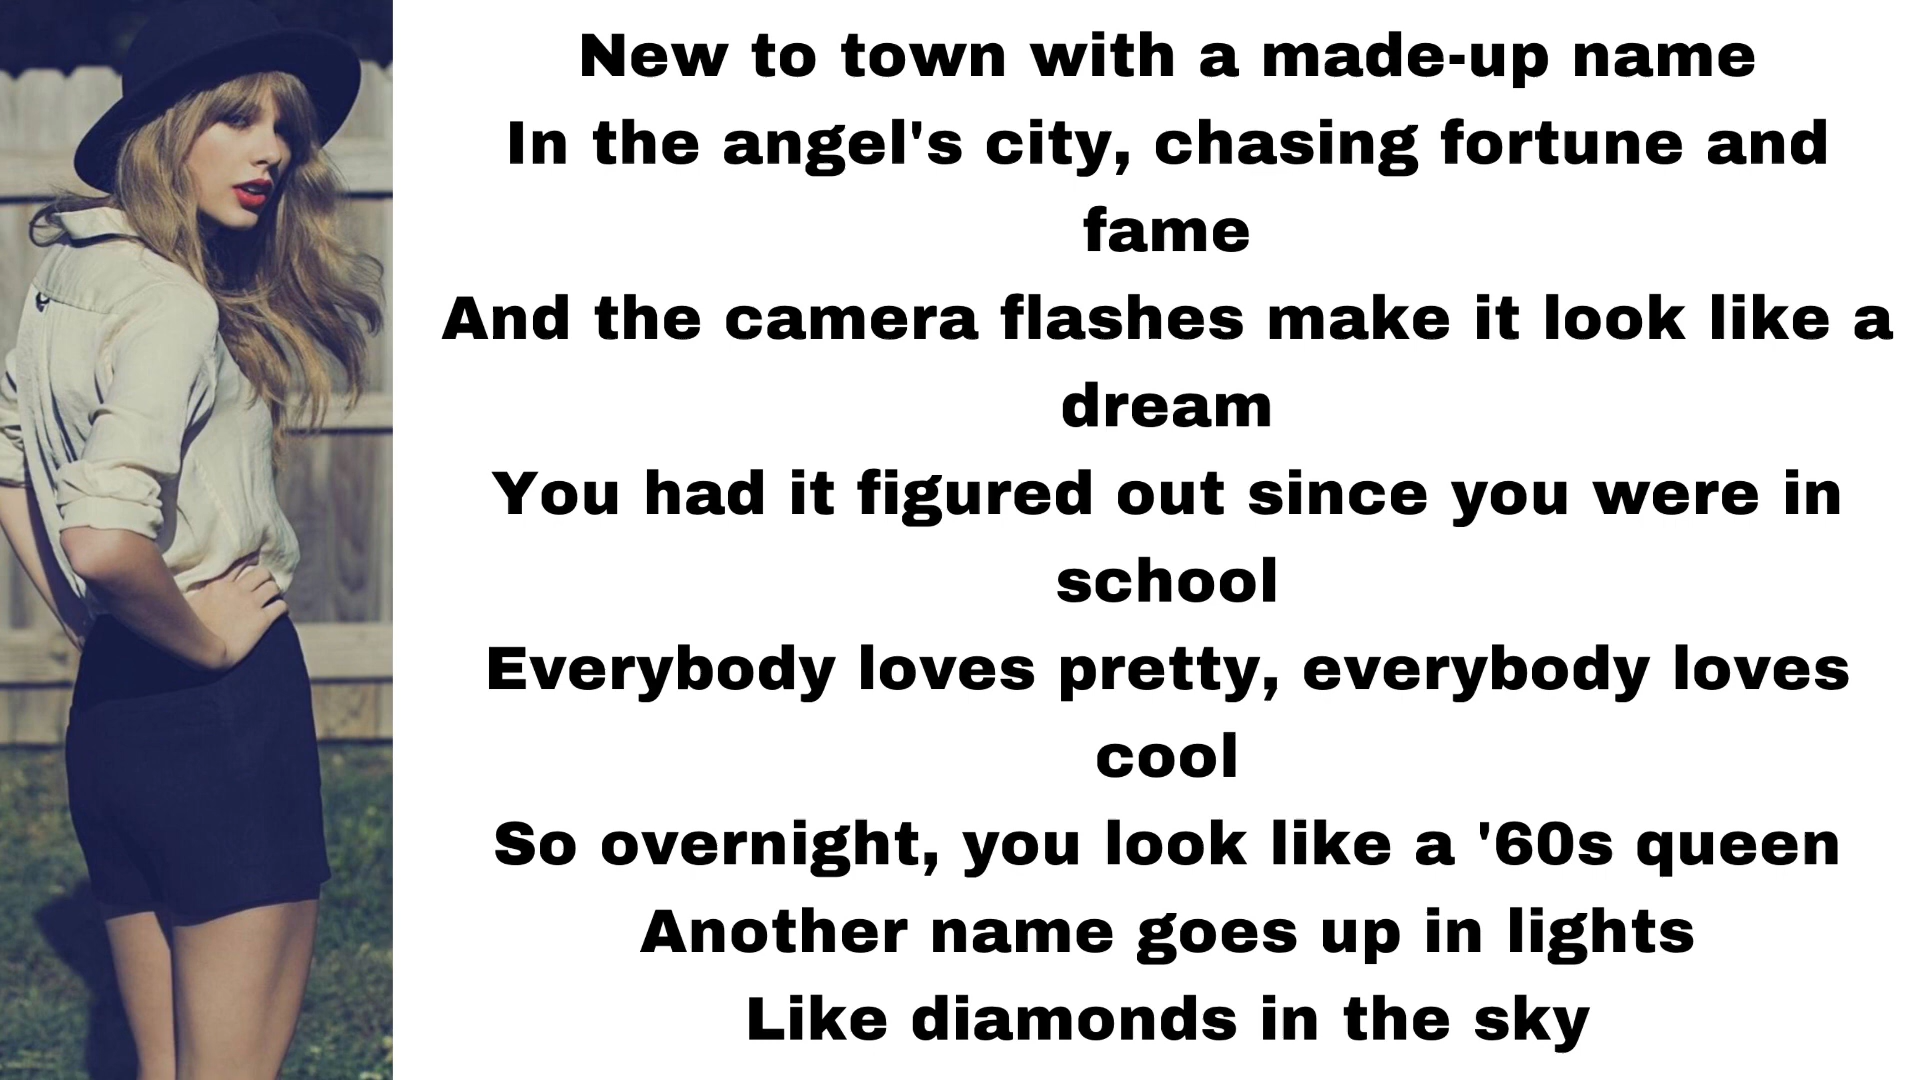 New to town with a made-up name
In the angel's city, chasing fortune and
fame
And the camera flashes make it look like a
dream
You had it figured out since you were in
school
Everybody loves pretty, everybody loves
cool
So overnight, you look like a '60s queen
Another name goes up in lights
Like diamonds in the sky